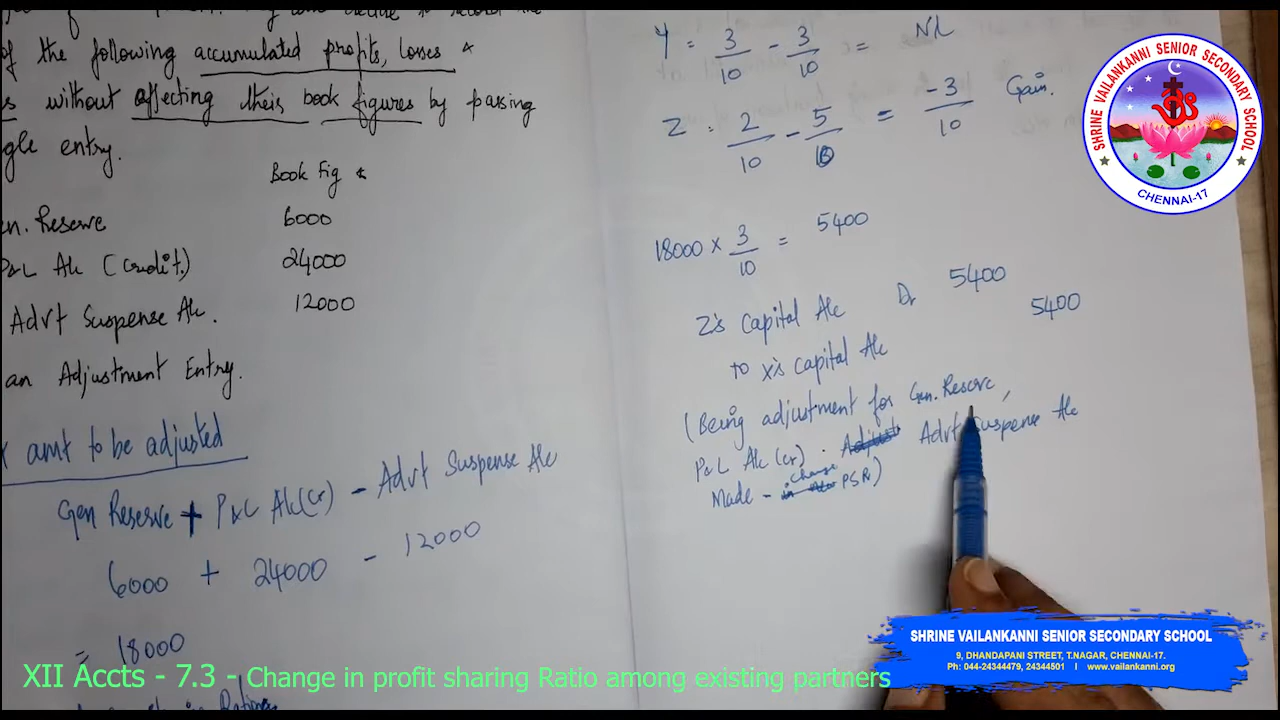 of the following accumulated profits, losses &
s without affecting their book figures by passing
ngle entry.
Book Fig ₹
en. Reserve 6000
P&L A/c (Credit) 24000
Advt Suspense A/c. 12000
an Adjustment Entry.
amt to be adjusted
Gen Reserve + P&L A/c (Cr) - Advt Suspense A/c
6000 + 24000 - 12000
= 18000
Y = 3/10 - 3/10 = Nil
Z = 2/10 - 5/10 = -3/10 Gain.
18000 × 3/10 = 5400
Z's Capital A/c Dr 5400
to X's Capital A/c 5400
(Being adjustment for Gen. Reserve,
P&L A/c (Cr). Advt Suspense A/c
Made - change PSR)
SHRINE VAILANKANNI SENIOR SECONDARY SCHOOL
CHENNAI-17
SHRINE VAILANKANNI SENIOR SECONDARY SCHOOL
9, DHANDAPANI STREET, T.NAGAR, CHENNAI-17.
Ph: 044-24344479, 24344501 I www.vailankanni.org
XII Accts - 7.3 - Change in profit sharing Ratio among existing partners